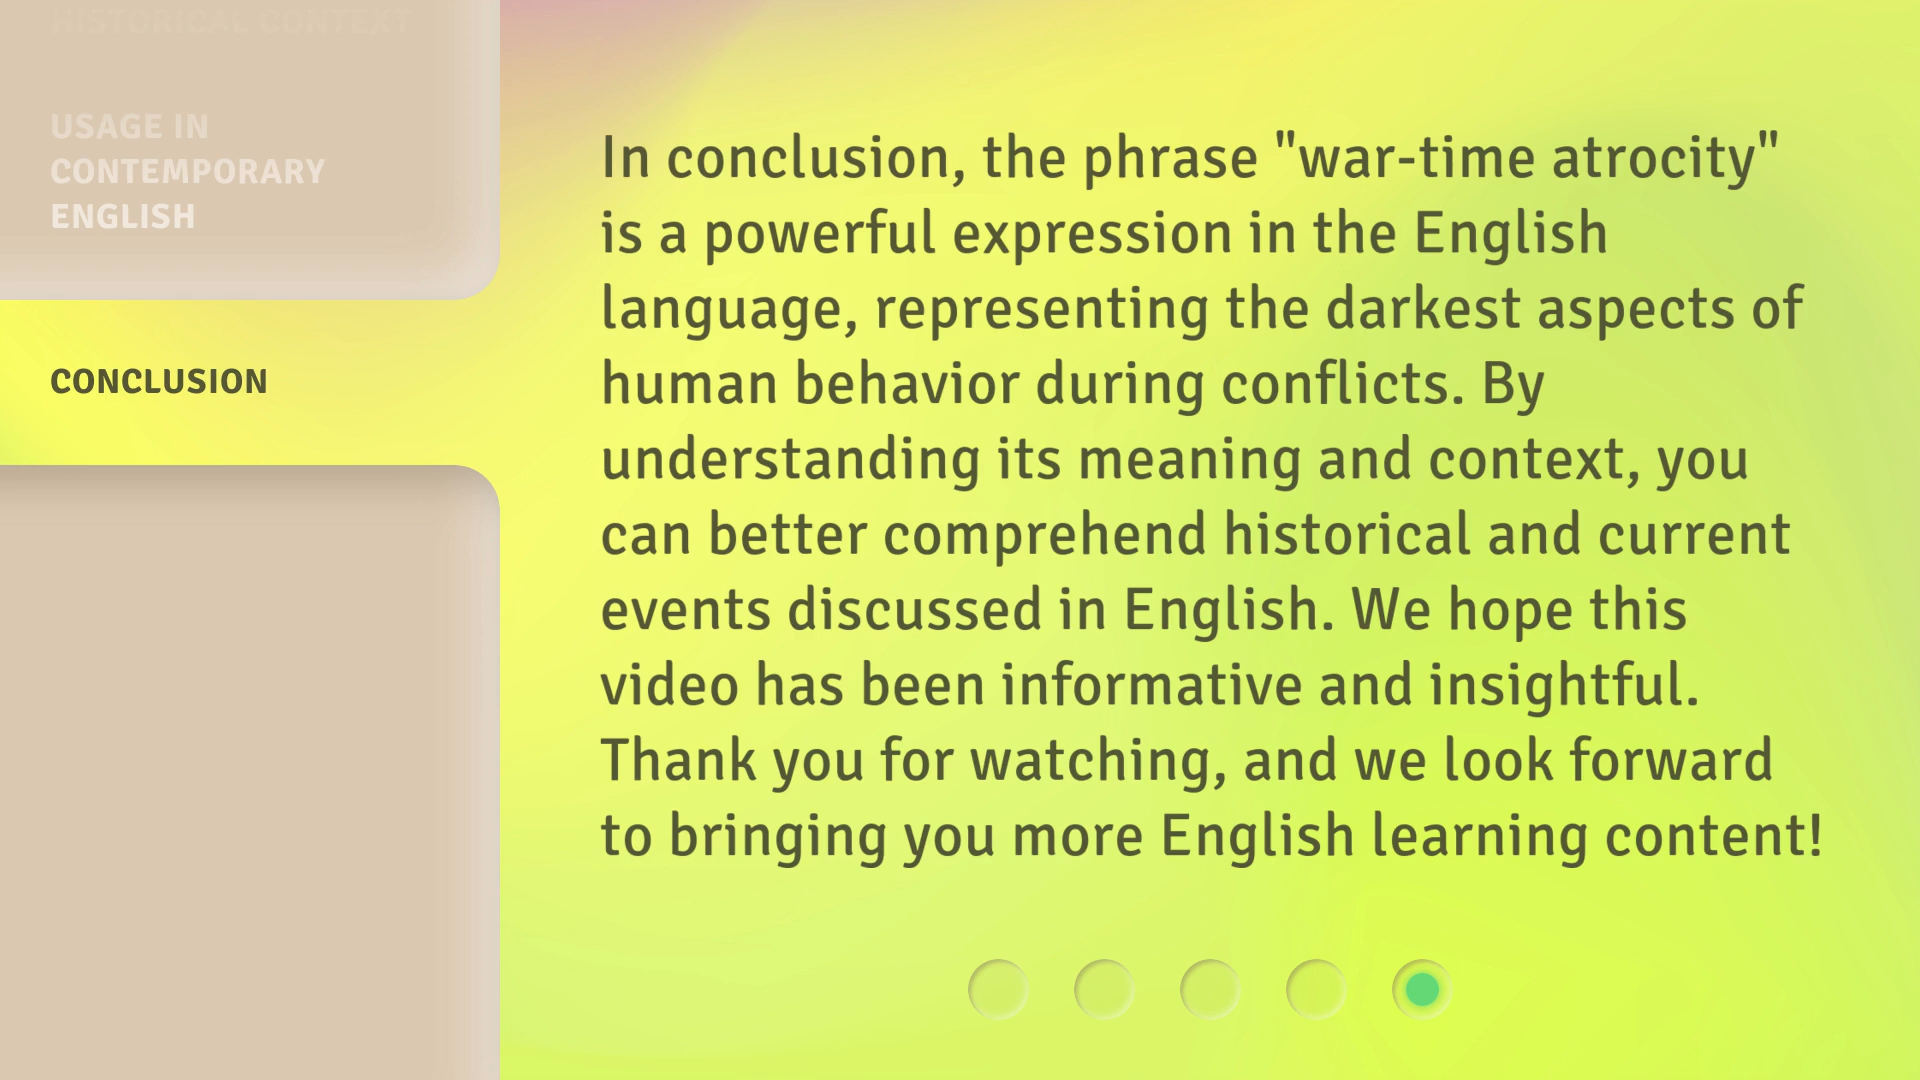 HISTORICAL CONTEXT
USAGE IN
CONTEMPORARY
ENGLISH
CONCLUSION
In conclusion, the phrase "war-time atrocity"
is a powerful expression in the English
language, representing the darkest aspects of
human behavior during conflicts. By
understanding its meaning and context, you
can better comprehend historical and current
events discussed in English. We hope this
video has been informative and insightful.
Thank you for watching, and we look forward
to bringing you more English learning content!